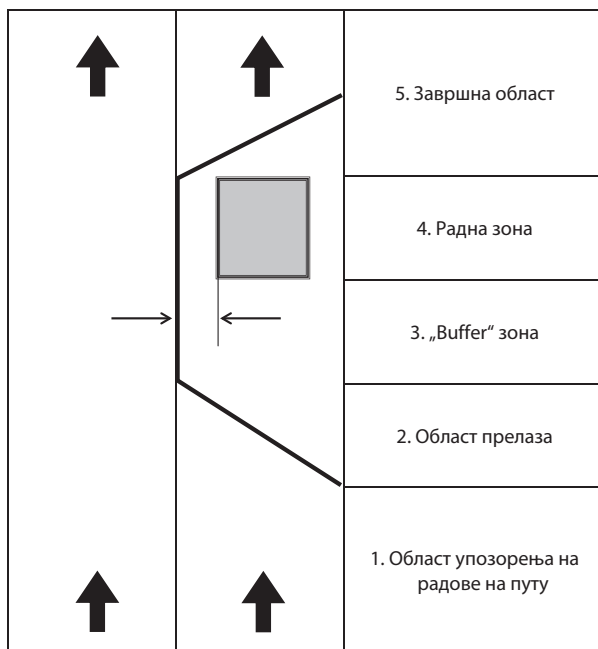 5. Завршна област
4. Радна зона
3. „Buffer“ зона
2. Област прелаза
1. Област упозорења на
радове на путу